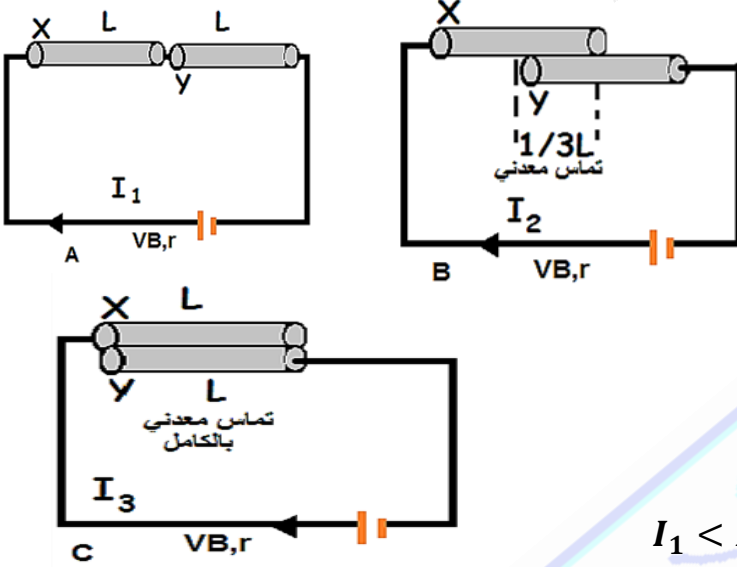 X L L
Y
I₁
A VB,r
X
Y
1/3L
تماس معدني
I₂
B VB,r
X L
Y L
تماس معدني
بالكامل
I₃
C VB,r
I₁ <